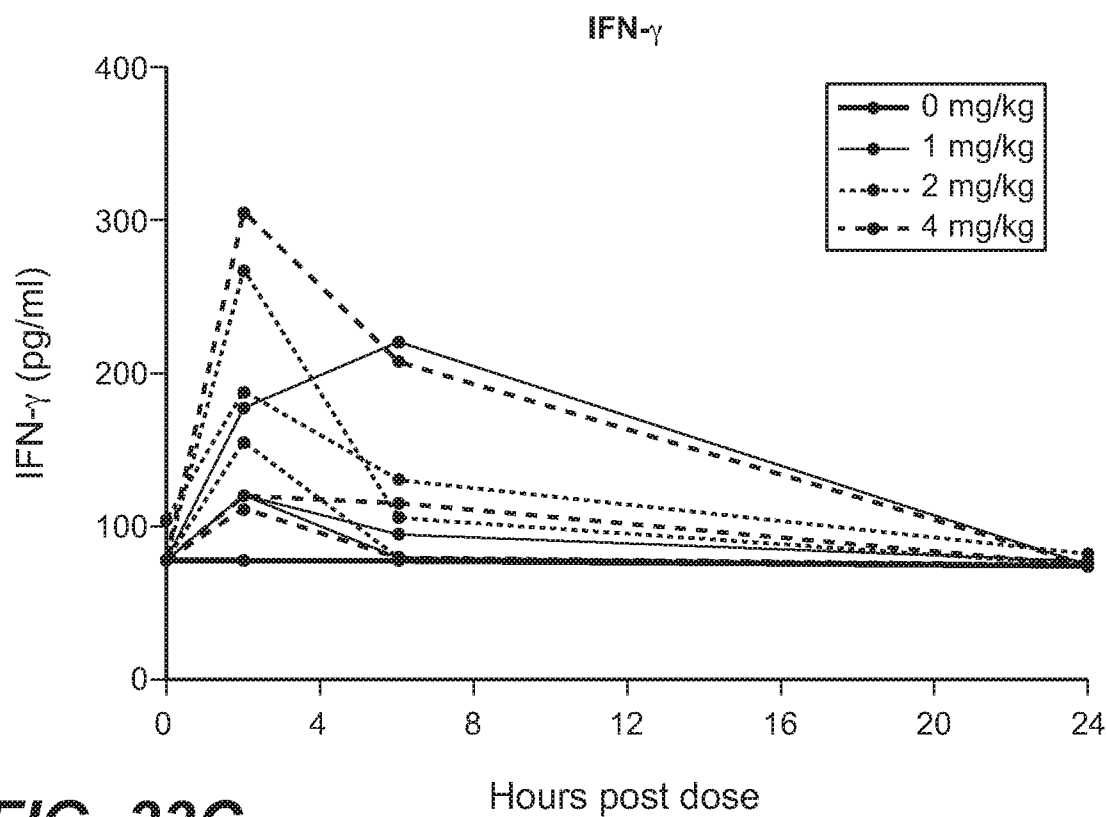 IFN-γ
400
300
200
100
0
IFN-γ (pg/ml)
0 mg/kg
1 mg/kg
2 mg/kg
4 mg/kg
0 4 8 12 16 20 24
Hours post dose